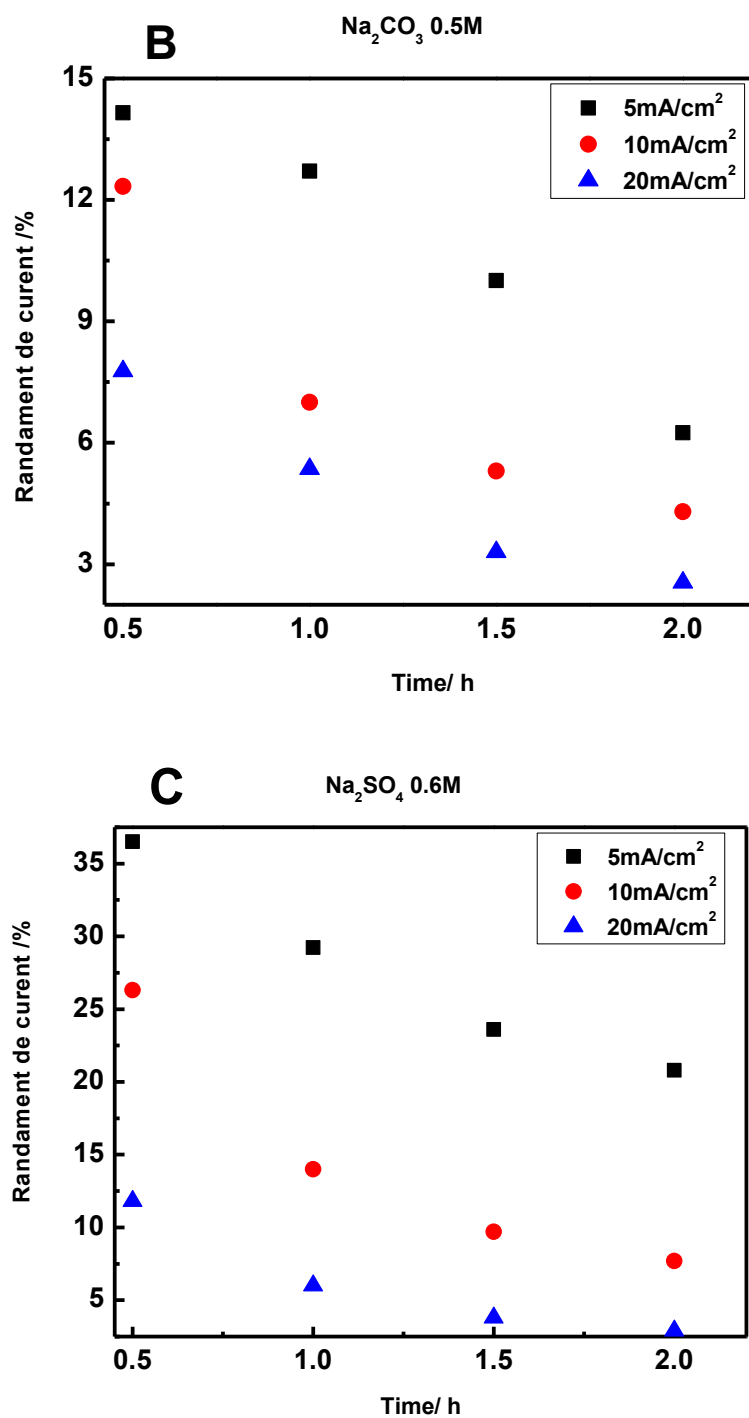 B
Na₂CO₃ 0.5M
5mA/cm²
10mA/cm²
20mA/cm²
Randament de curent /%
15
12
9
6
3
0.5 1.0 1.5 2.0
Time/ h
C
Na₂SO₄ 0.6M
5mA/cm²
10mA/cm²
20mA/cm²
Randament de curent /%
35
30
25
20
15
10
5
0.5 1.0 1.5 2.0
Time/ h